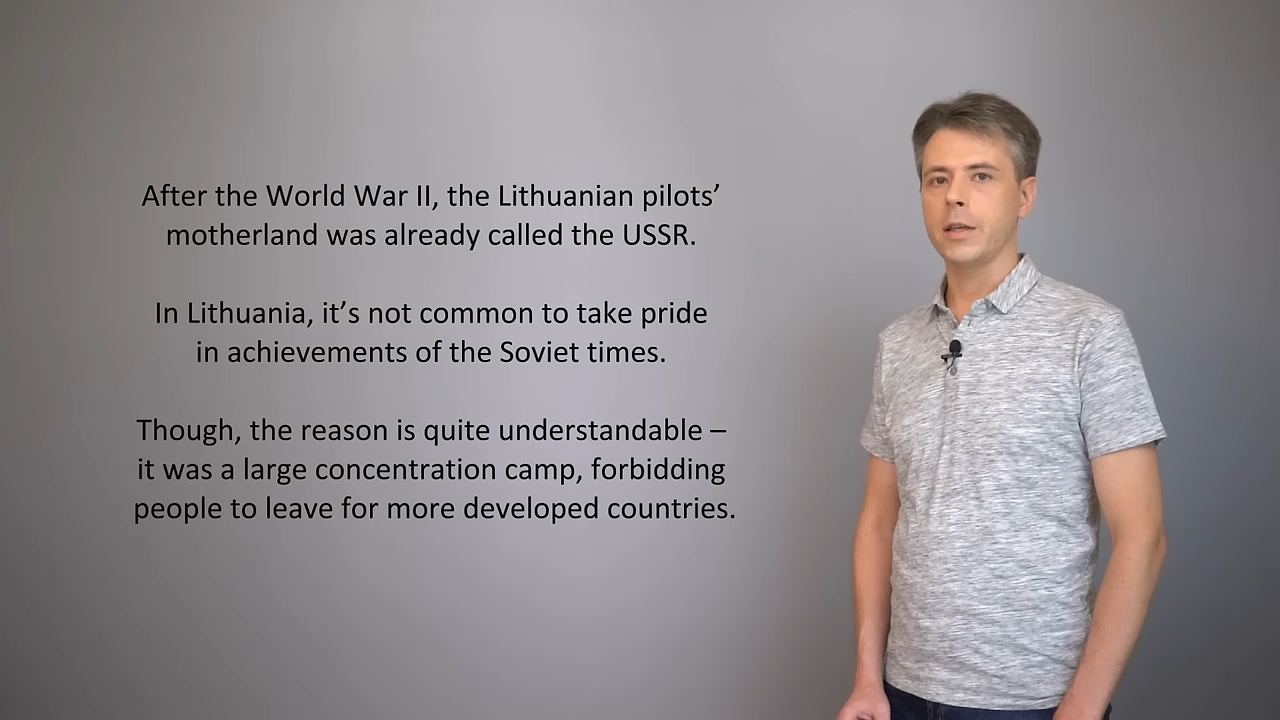 After the World War II, the Lithuanian pilots’
motherland was already called the USSR.
In Lithuania, it’s not common to take pride
in achievements of the Soviet times.
Though, the reason is quite understandable –
it was a large concentration camp, forbidding
people to leave for more developed countries.